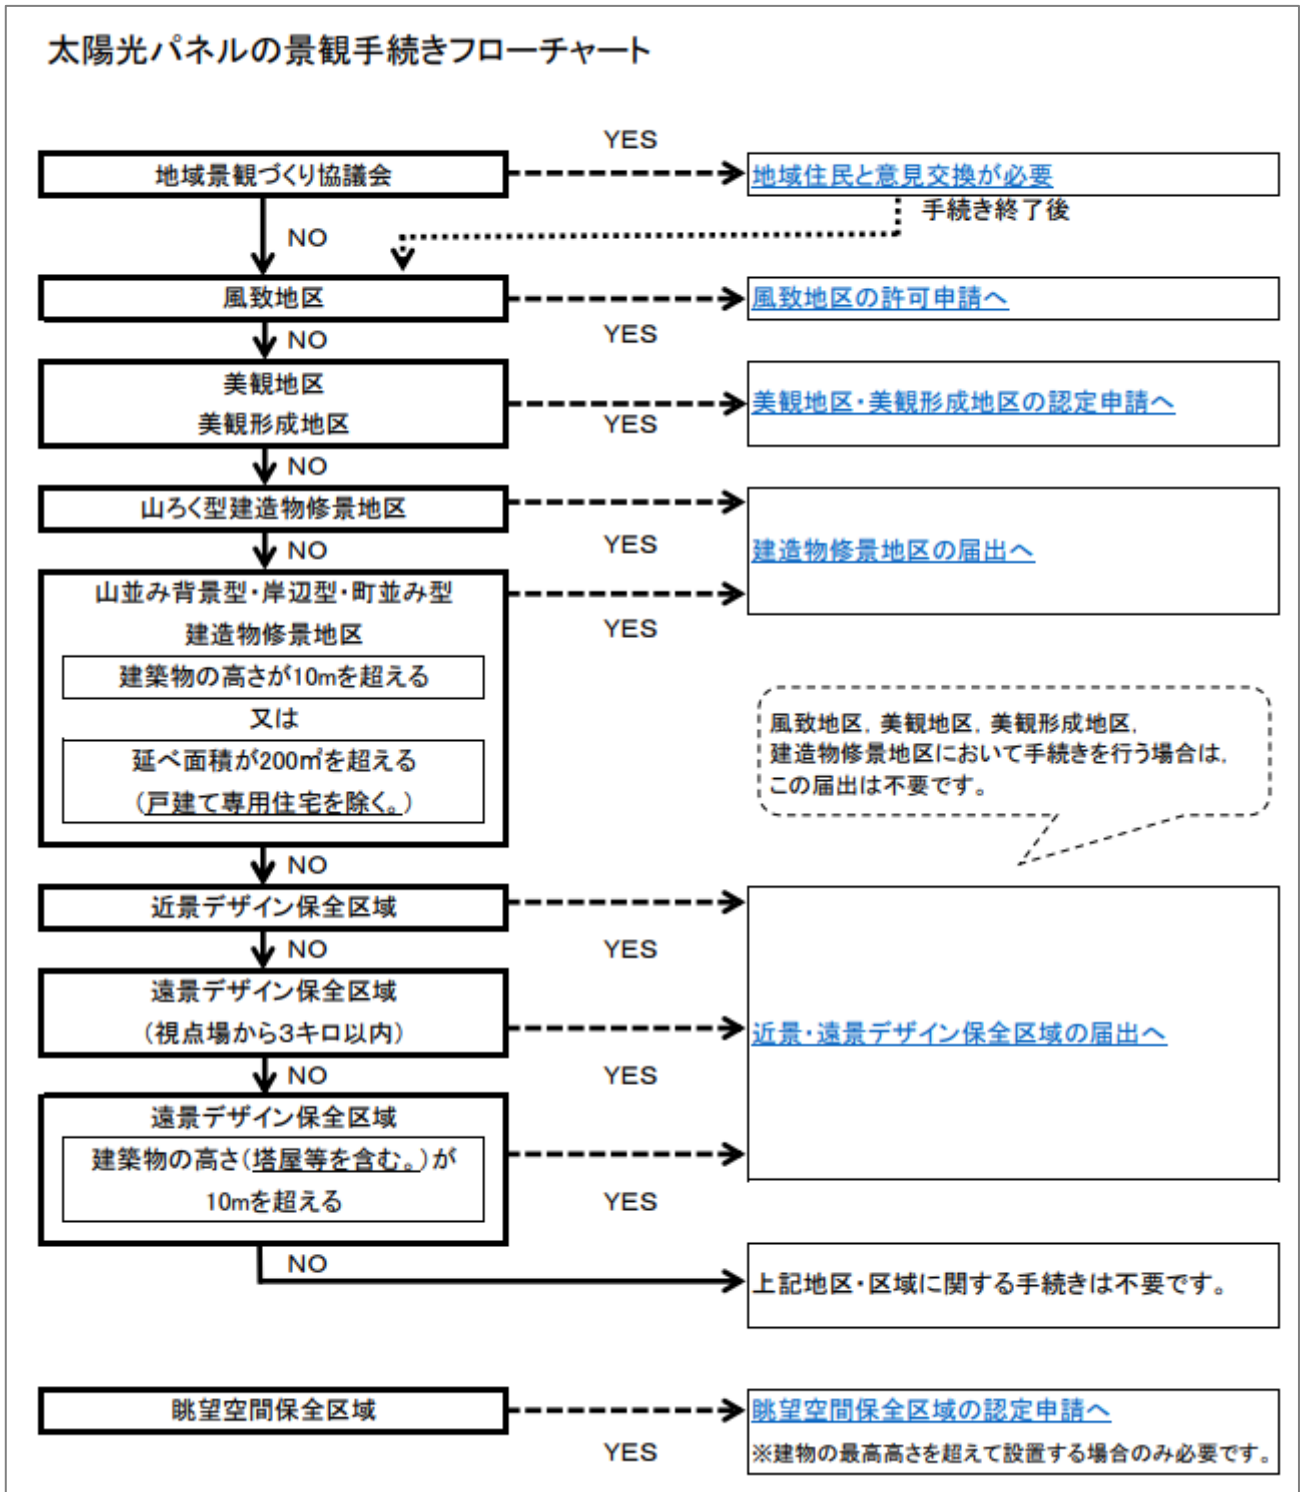 太陽光パネルの景観手続きフローチャート
YES
地域景観づくり協議会
地域住民と意見交換が必要
手続き終了後
NO
風致地区
風致地区の許可申請へ
YES
NO
美観地区
美観形成地区
美観地区・美観形成地区の認定申請へ
YES
NO
山ろく型建造物修景地区
YES
建造物修景地区の届出へ
NO
山並み背景型・岸辺型・町並み型
建造物修景地区
YES
建築物の高さが10mを超える
又は
延べ面積が200㎡を超える
（戸建て専用住宅を除く。）
風致地区，美観地区，美観形成地区，
建造物修景地区において手続きを行う場合は，
この届出は不要です。
NO
近景デザイン保全区域
YES
NO
遠景デザイン保全区域
（視点場から３キロ以内）
近景・遠景デザイン保全区域の届出へ
YES
NO
遠景デザイン保全区域
建築物の高さ（塔屋等を含む。）が
10mを超える
YES
NO
上記地区・区域に関する手続きは不要です。
眺望空間保全区域
眺望空間保全区域の認定申請へ
YES
※建物の最高高さを超えて設置する場合のみ必要です。